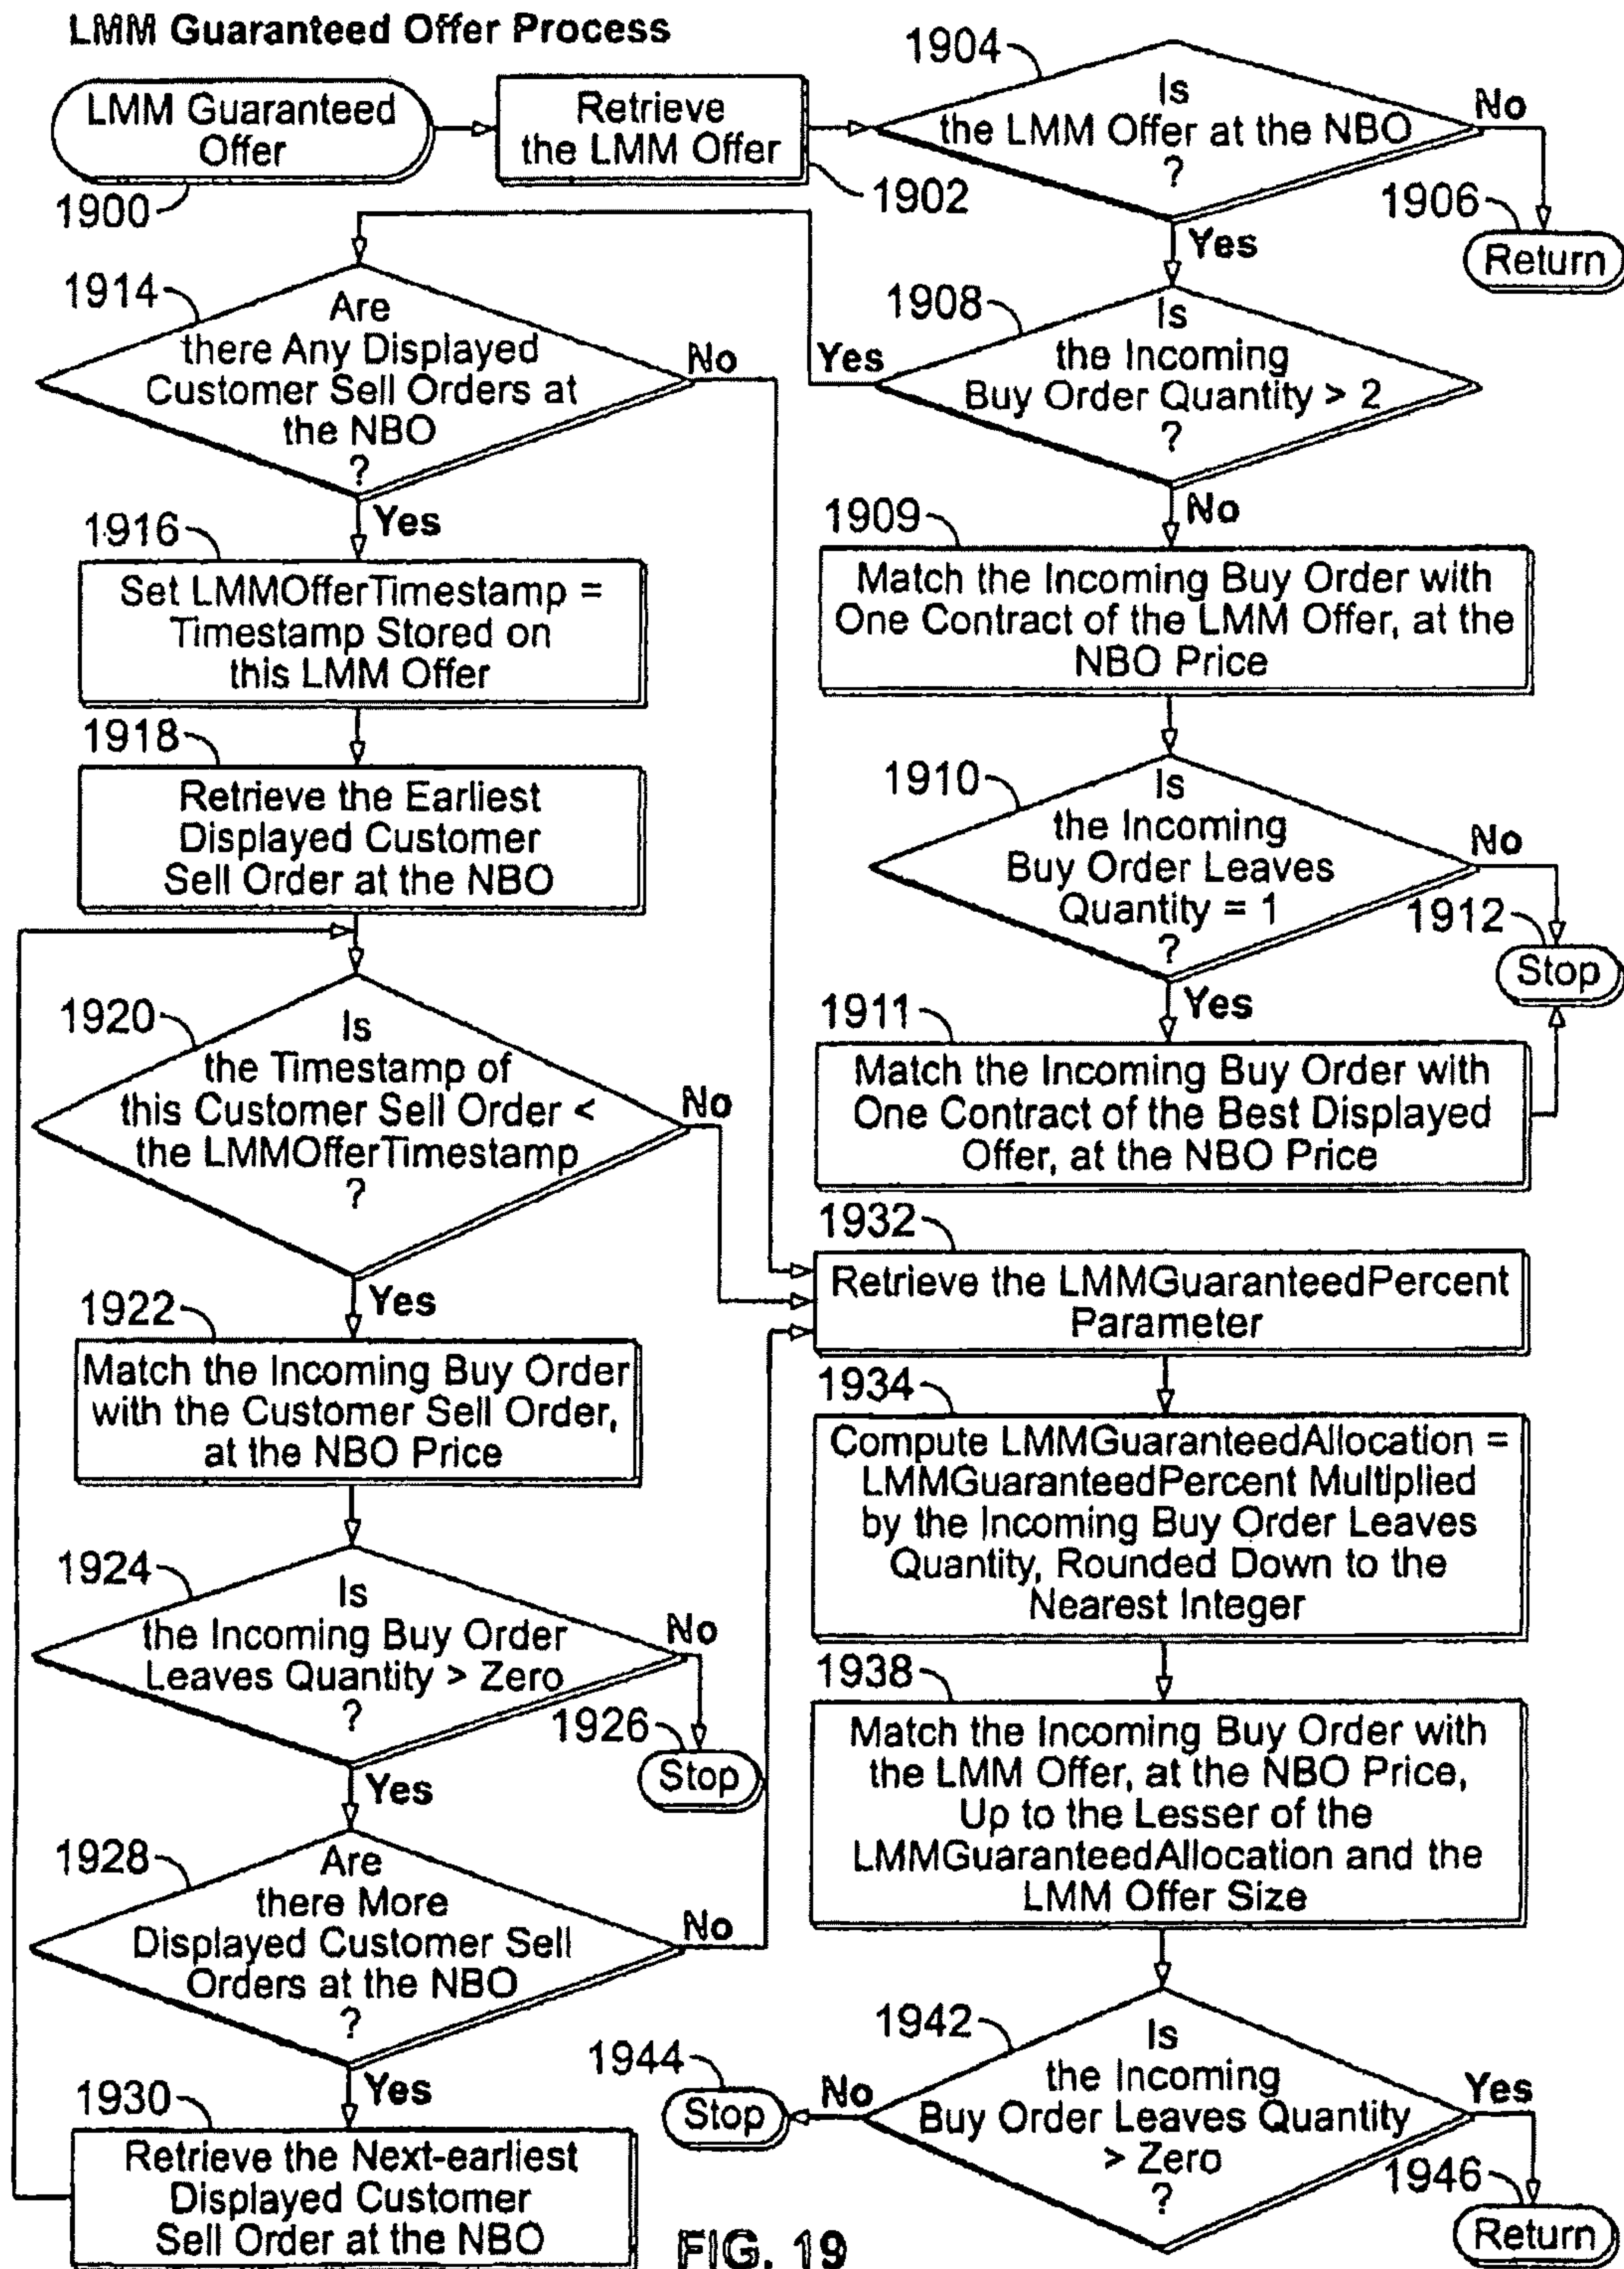 LMM Guaranteed Offer Process
LMM Guaranteed
Offer
1900
Retrieve
the LMM Offer
1902
1904
Is
the LMM Offer at the NBO
?
No
1906
Return
Yes
1908
Is
the Incoming
Buy Order Quantity > 2
?
Yes
No
1914
Are
there Any Displayed
Customer Sell Orders at
the NBO
?
No
Yes
1916
Set LMMOfferTimestamp =
Timestamp Stored on
this LMM Offer
1918
Retrieve the Earliest
Displayed Customer
Sell Order at the NBO
1920
Is
the Timestamp of
this Customer Sell Order <
the LMMOfferTimestamp
?
No
Yes
1922
Match the Incoming Buy Order
with the Customer Sell Order,
at the NBO Price
1924
Is
the Incoming Buy Order
Leaves Quantity > Zero
?
No
1926
Stop
Yes
1928
Are
there More
Displayed Customer Sell
Orders at the NBO
?
No
Yes
1930
Retrieve the Next-earliest
Displayed Customer
Sell Order at the NBO
1909
Match the Incoming Buy Order with
One Contract of the LMM Offer, at the
NBO Price
1910
Is
the Incoming
Buy Order Leaves
Quantity = 1
?
No
1912
Stop
Yes
1911
Match the Incoming Buy Order with
One Contract of the Best Displayed
Offer, at the NBO Price
1932
Retrieve the LMMGuaranteedPercent
Parameter
1934
Compute LMMGuaranteedAllocation =
LMMGuaranteedPercent Multiplied
by the Incoming Buy Order Leaves
Quantity, Rounded Down to the
Nearest Integer
1938
Match the Incoming Buy Order with
the LMM Offer, at the NBO Price,
Up to the Lesser of the
LMMGuaranteedAllocation and the
LMM Offer Size
1942
Is
the Incoming
Buy Order Leaves Quantity
> Zero
?
No
1944
Stop
Yes
1946
Return
FIG. 19